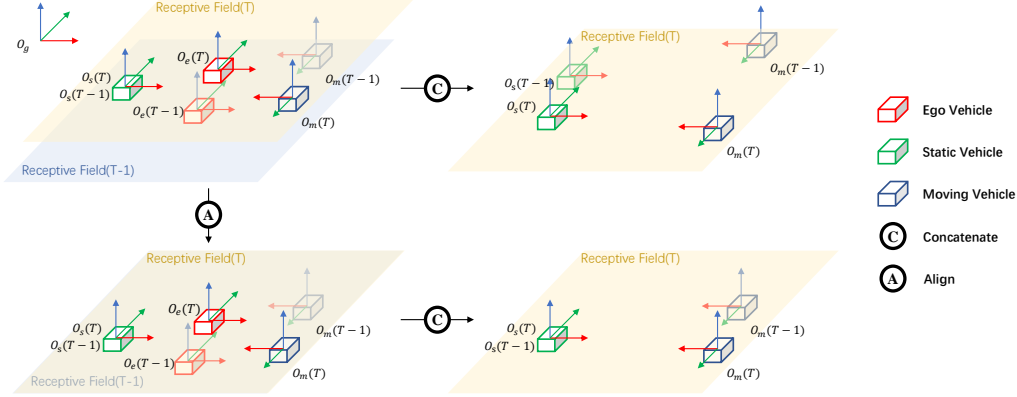 Receptive Field(T)
O_g
O_e(T)
O_s(T)
O_s(T − 1)
O_e(T − 1)
O_m(T − 1)
O_m(T)
Receptive Field(T-1)
C
Receptive Field(T)
O_s(T − 1)
O_s(T)
O_m(T − 1)
O_m(T)
A
Receptive Field(T)
O_e(T)
O_s(T)
O_s(T − 1)
O_e(T − 1)
O_m(T − 1)
O_m(T)
Receptive Field(T-1)
C
Receptive Field(T)
O_s(T)
O_s(T − 1)
O_m(T − 1)
O_m(T)
Ego Vehicle
Static Vehicle
Moving Vehicle
C Concatenate
A Align